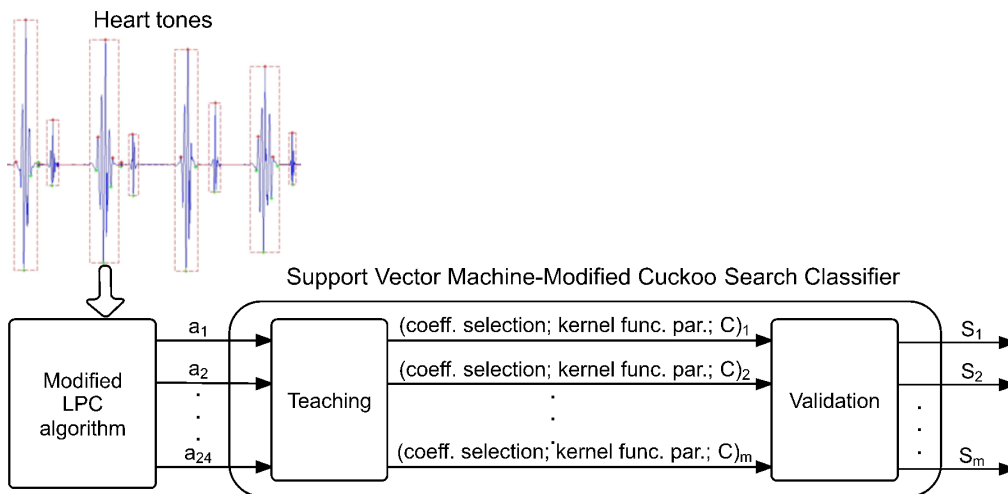 Heart tones
Support Vector Machine-Modified Cuckoo Search Classifier
Modified
LPC
algorithm
a1
a2
a24
Teaching
(coeff. selection; kernel func. par.; C)1
(coeff. selection; kernel func. par.; C)2
(coeff. selection; kernel func. par.; C)m
Validation
S1
S2
Sm